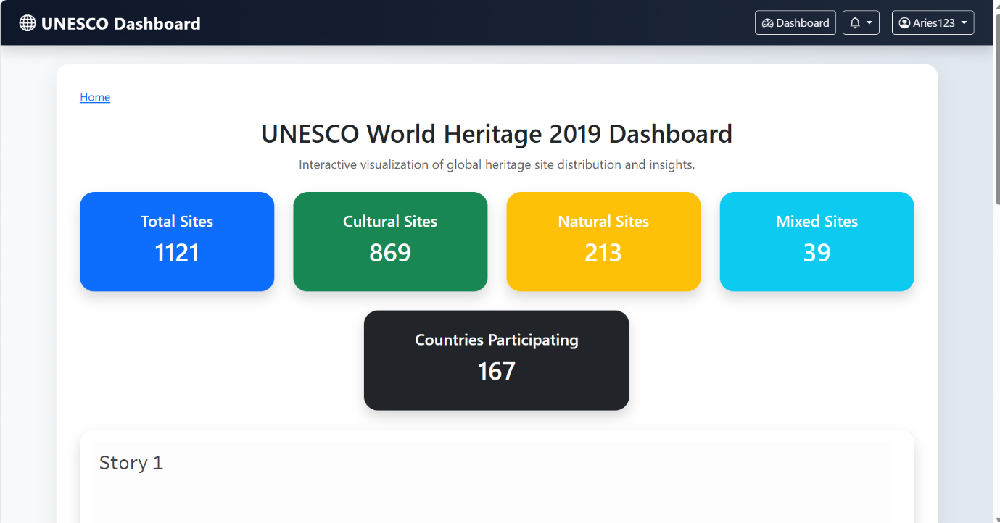 UNESCO Dashboard
Dashboard
Aries123
Home
UNESCO World Heritage 2019 Dashboard
Interactive visualization of global heritage site distribution and insights.
Total Sites
1121
Cultural Sites
869
Natural Sites
213
Mixed Sites
39
Countries Participating
167
Story 1